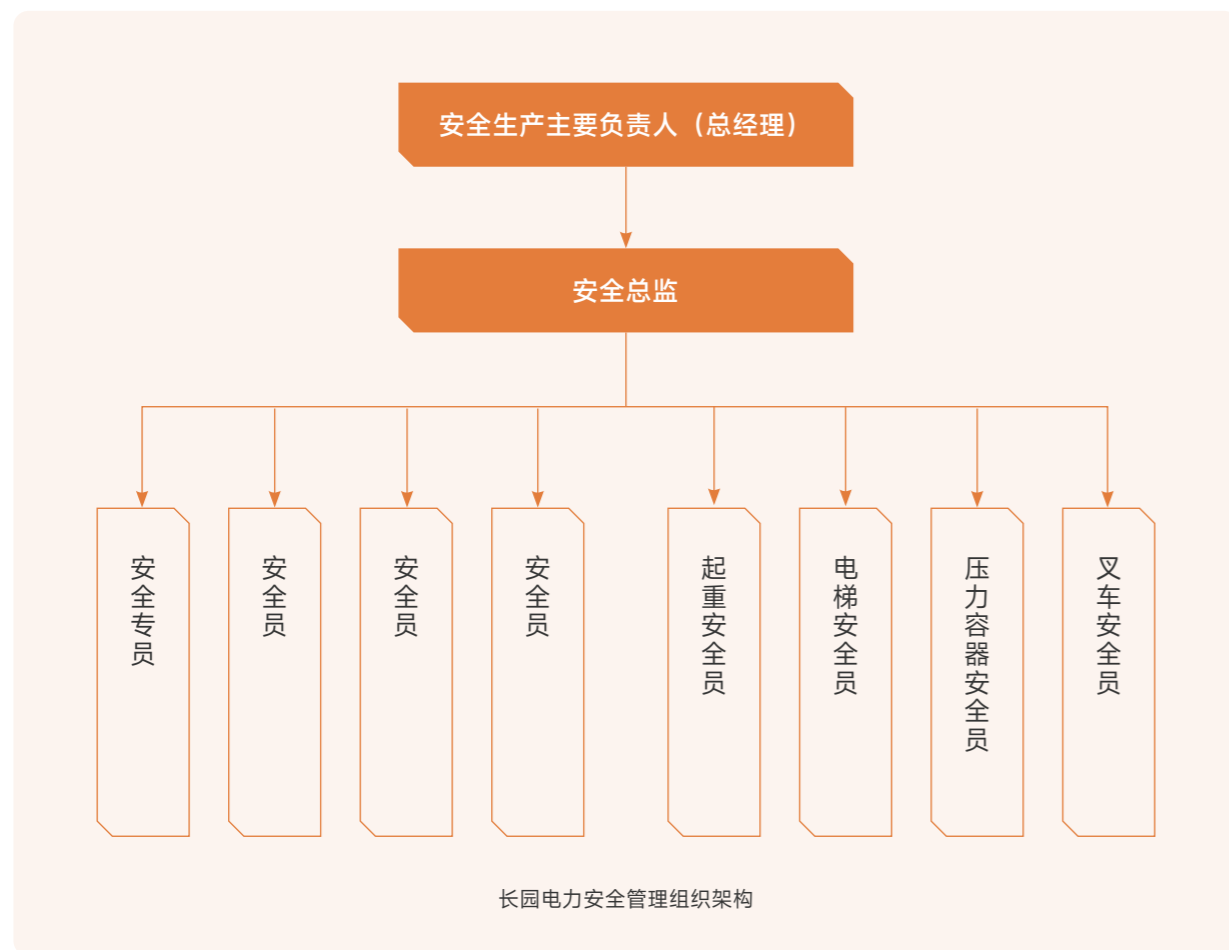 安全生产主要负责人（总经理）
安全总监
安全专员
安全员
安全员
安全员
起重安全员
电梯安全员
压力容器安全员
叉车安全员
长园电力安全管理组织架构